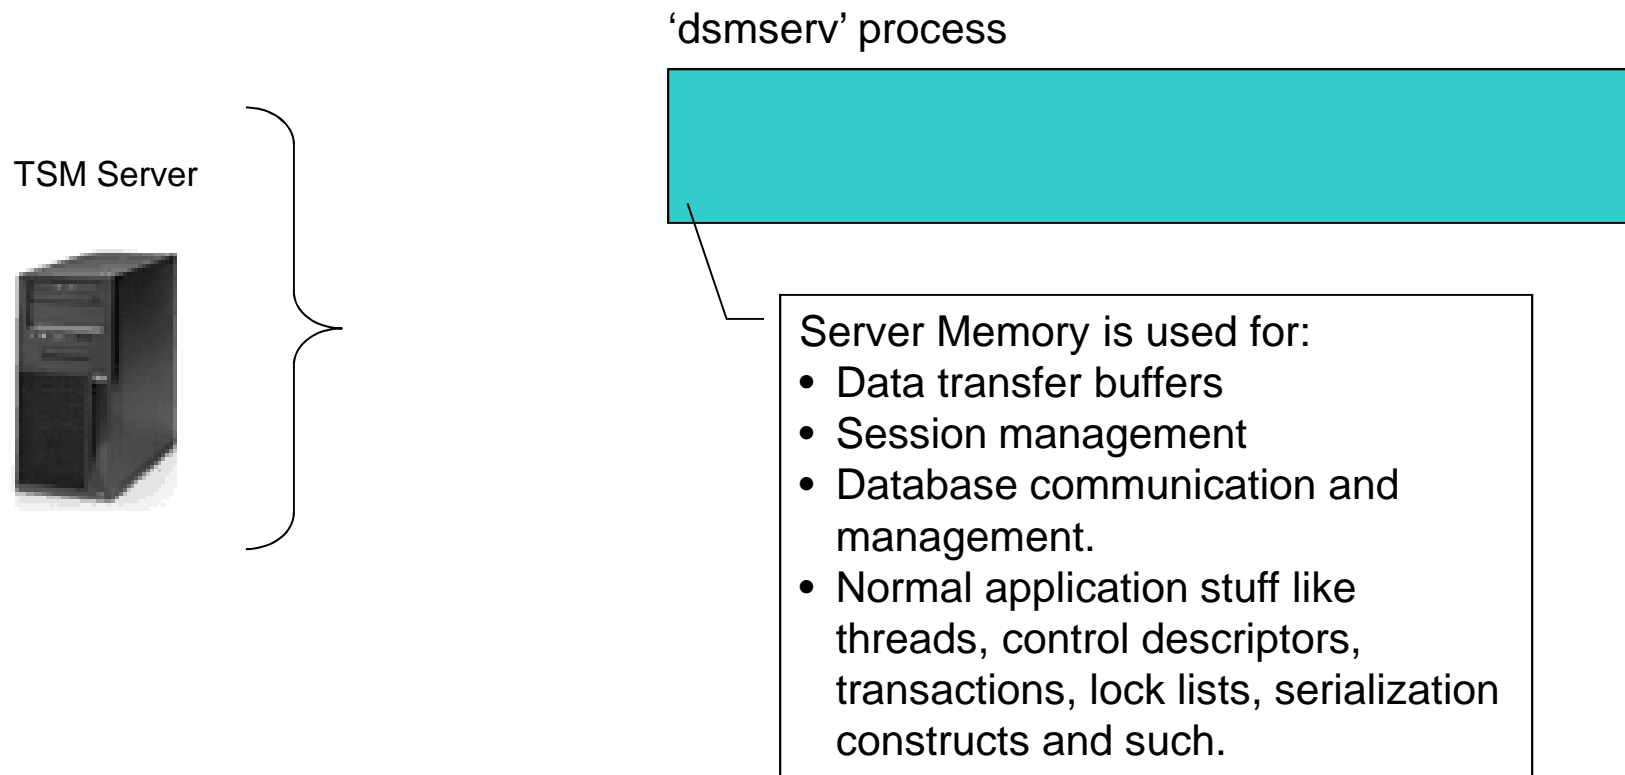 ‘dsmserv’ process
TSM Server
Server Memory is used for:
• Data transfer buffers
• Session management
• Database communication and
management.
• Normal application stuff like
threads, control descriptors,
transactions, lock lists, serialization
constructs and such.